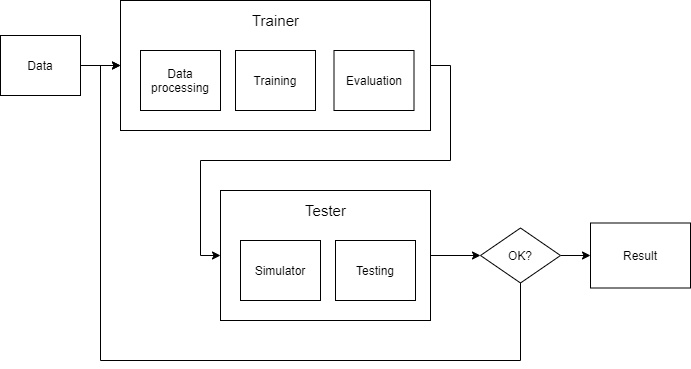 Trainer
Data
Data
processing
Training
Evaluation
Tester
Simulator
Testing
OK?
Result